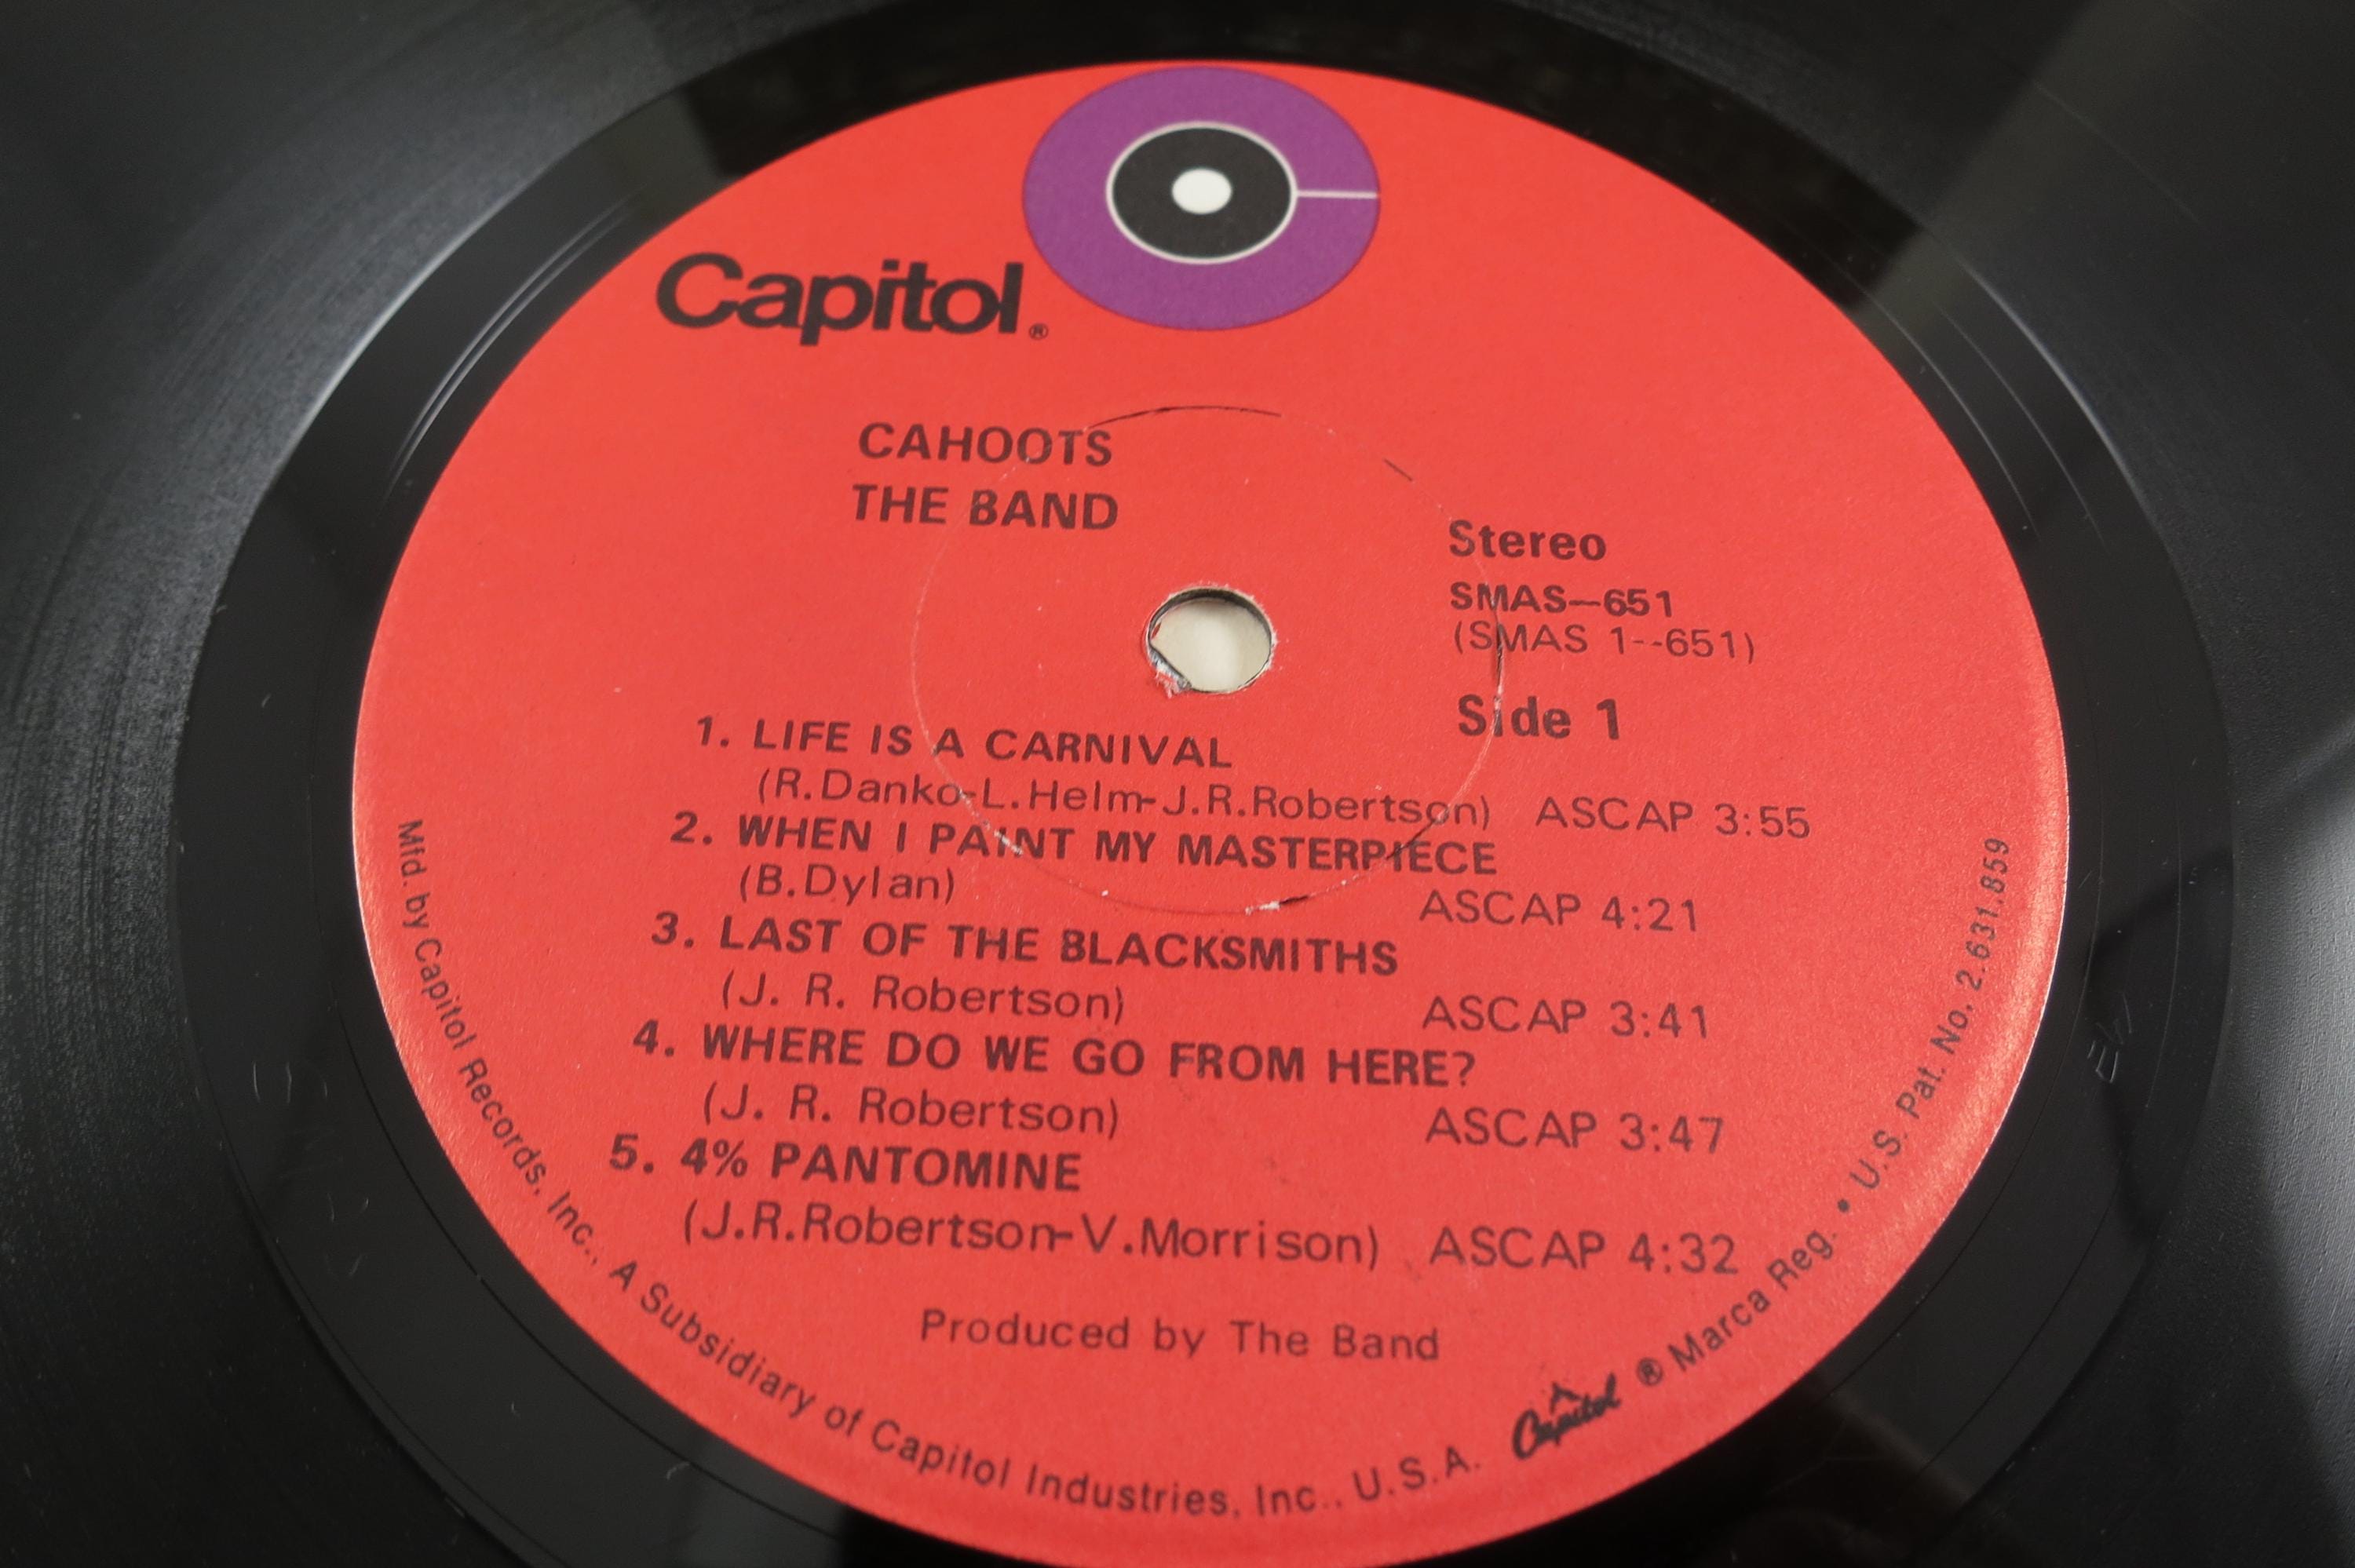 Capitol®
CAHOOTS
THE BAND
Stereo
SMAS—651
(SMAS 1--651)
Side 1
1. LIFE IS A CARNIVAL
(R.Danko-L.Helm-J.R.Robertson) ASCAP 3:55
2. WHEN I PAINT MY MASTERPIECE
(B.Dylan) ASCAP 4:21
3. LAST OF THE BLACKSMITHS
(J. R. Robertson) ASCAP 3:41
4. WHERE DO WE GO FROM HERE?
(J. R. Robertson) ASCAP 3:47
5. 4% PANTOMINE
(J.R.Robertson-V.Morrison) ASCAP 4:32
Produced by The Band
Mfd. by Capitol Records, Inc., A Subsidiary of Capitol Industries, Inc., U.S.A. Capitol ® Marca Reg. • U.S. Pat. No. 2.631.859